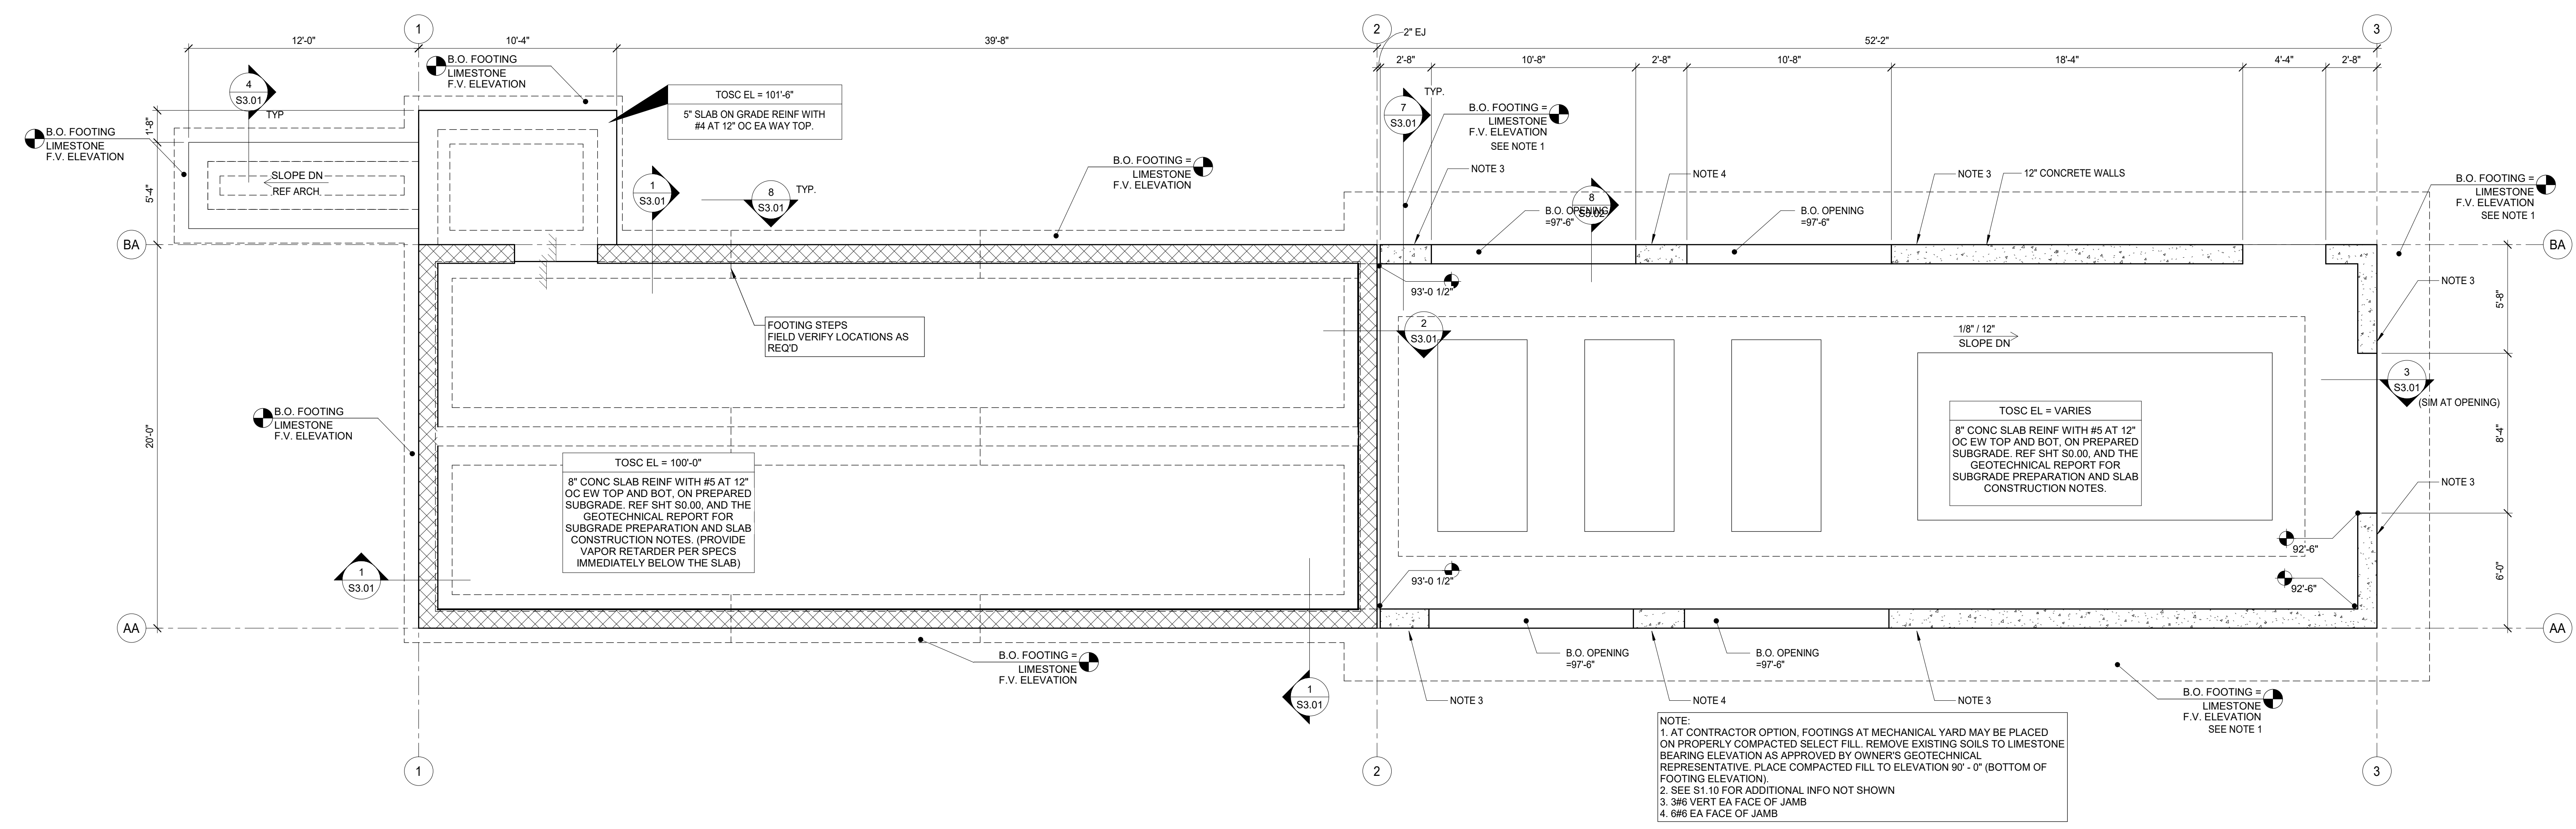 1
2
3
2" EJ
12'-0"
10'-4"
39'-8"
52'-2"
2'-8"
10'-8"
2'-8"
10'-8"
18'-4"
4'-4"
2'-8"
B.O. FOOTING
LIMESTONE
F.V. ELEVATION
4
S3.01
TYP
TOSC EL = 101'-6"
5" SLAB ON GRADE REINF WITH
#4 AT 12" OC EA WAY TOP.
7
S3.01
TYP.
B.O. FOOTING =
LIMESTONE
F.V. ELEVATION
SEE NOTE 1
1'-8"
B.O. FOOTING
LIMESTONE
F.V. ELEVATION
B.O. FOOTING =
LIMESTONE
F.V. ELEVATION
NOTE 3
NOTE 4
NOTE 3
12" CONCRETE WALLS
B.O. FOOTING =
LIMESTONE
F.V. ELEVATION
SEE NOTE 1
SLOPE DN
REF ARCH.
5'-4"
1
S3.01
8
S3.01
TYP.
8
B.O. OPENING
=97'-6"
B.O. OPENING
=97'-6"
BA
BA
NOTE 3
93'-0 1/2"
5'-8"
FOOTING STEPS
FIELD VERIFY LOCATIONS AS
REQ'D
2
S3.01
1/8" / 12"
SLOPE DN
3
S3.01
(SIM AT OPENING)
B.O. FOOTING
LIMESTONE
F.V. ELEVATION
20'-0"
TOSC EL = VARIES
8" CONC SLAB REINF WITH #5 AT 12"
OC EW TOP AND BOT, ON PREPARED
SUBGRADE. REF SHT S0.00, AND THE
GEOTECHNICAL REPORT FOR
SUBGRADE PREPARATION AND SLAB
CONSTRUCTION NOTES.
8'-4"
TOSC EL = 100'-0"
8" CONC SLAB REINF WITH #5 AT 12"
OC EW TOP AND BOT, ON PREPARED
SUBGRADE. REF SHT S0.00, AND THE
GEOTECHNICAL REPORT FOR
SUBGRADE PREPARATION AND SLAB
CONSTRUCTION NOTES. (PROVIDE
VAPOR RETARDER PER SPECS
IMMEDIATELY BELOW THE SLAB)
NOTE 3
92'-6"
1
S3.01
93'-0 1/2"
92'-6"
6'-0"
AA
AA
B.O. FOOTING =
LIMESTONE
F.V. ELEVATION
B.O. OPENING
=97'-6"
B.O. OPENING
=97'-6"
1
S3.01
NOTE 3
NOTE 4
NOTE 3
B.O. FOOTING =
LIMESTONE
F.V. ELEVATION
SEE NOTE 1
NOTE:
1. AT CONTRACTOR OPTION, FOOTINGS AT MECHANICAL YARD MAY BE PLACED
ON PROPERLY COMPACTED SELECT FILL. REMOVE EXISTING SOILS TO LIMESTONE
BEARING ELEVATION AS APPROVED BY OWNER'S GEOTECHNICAL
REPRESENTATIVE. PLACE COMPACTED FILL TO ELEVATION 90' - 0" (BOTTOM OF
FOOTING ELEVATION).
2. SEE S1.10 FOR ADDITIONAL INFO NOT SHOWN
3. 3#6 VERT EA FACE OF JAMB
4. 6#6 EA FACE OF JAMB
1
2
3